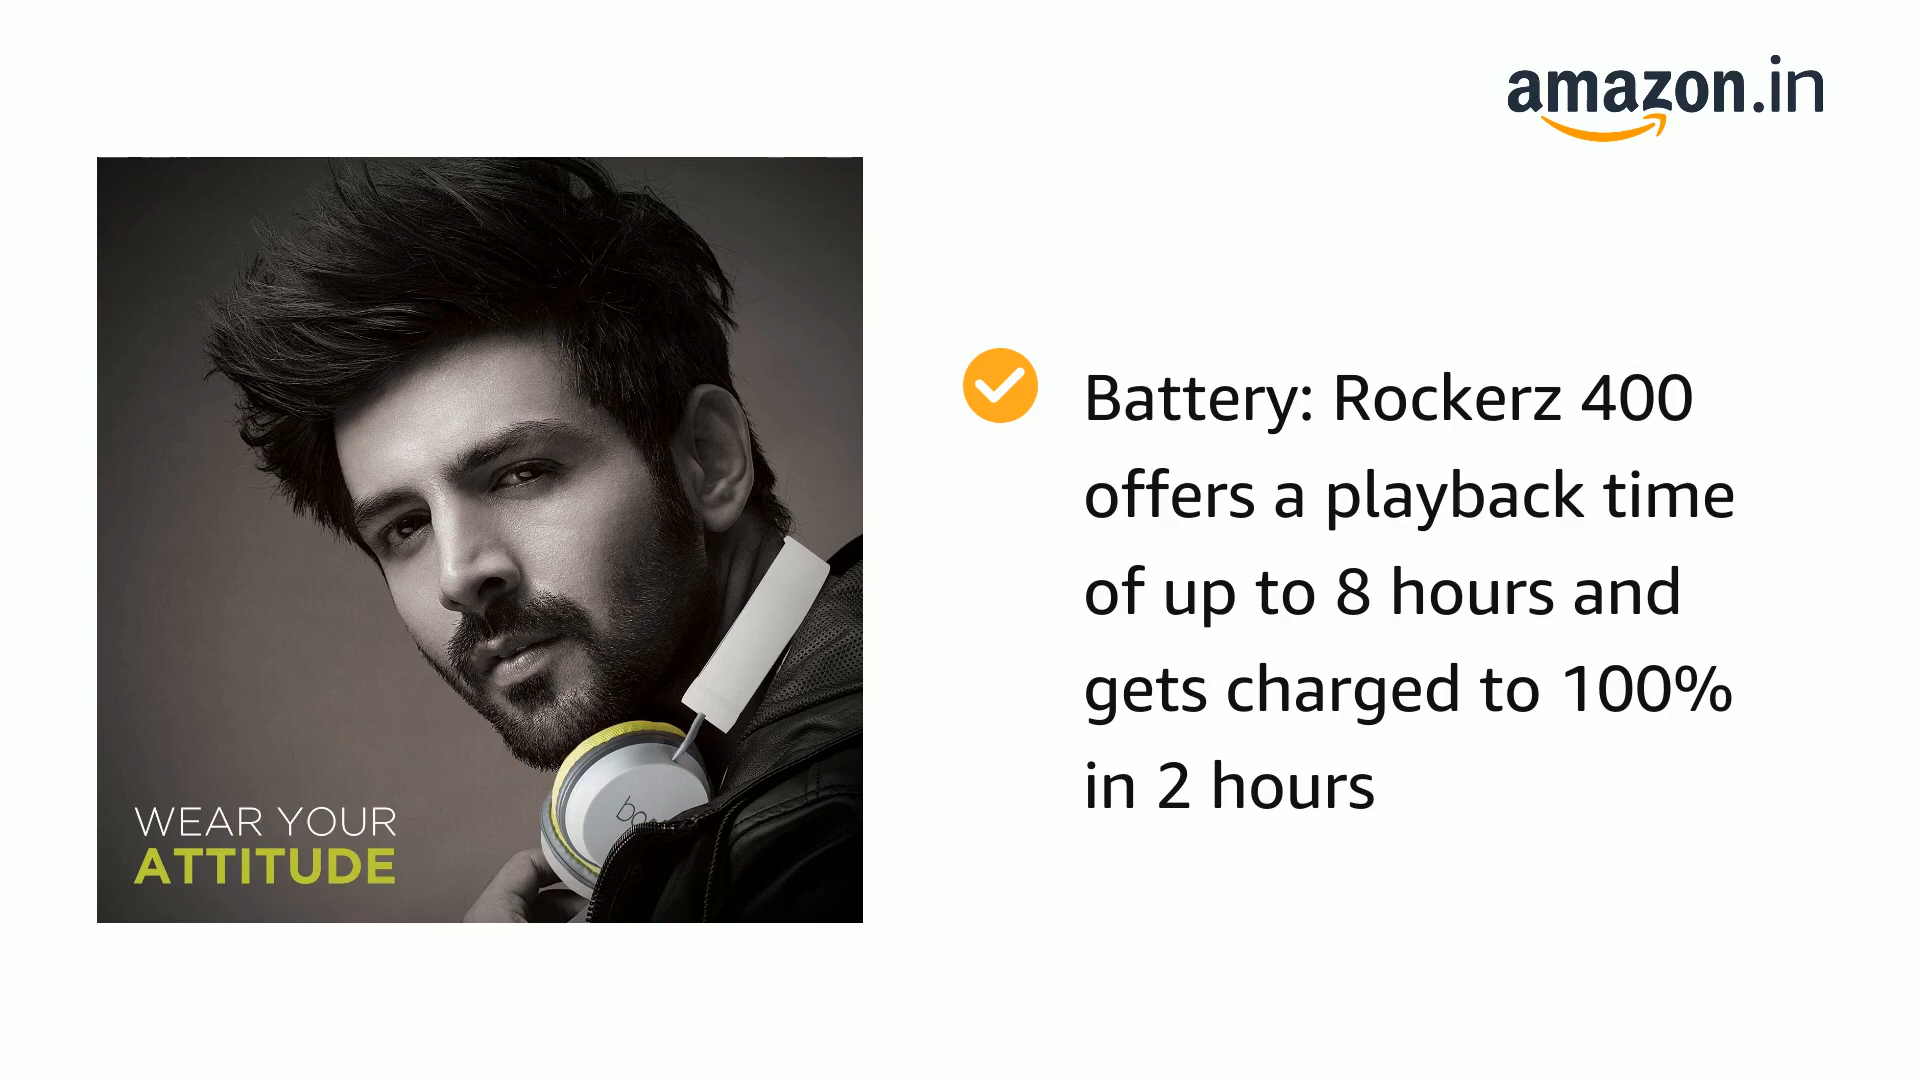 amazon.in
WEAR YOUR
ATTITUDE
Battery: Rockerz 400
offers a playback time
of up to 8 hours and
gets charged to 100%
in 2 hours